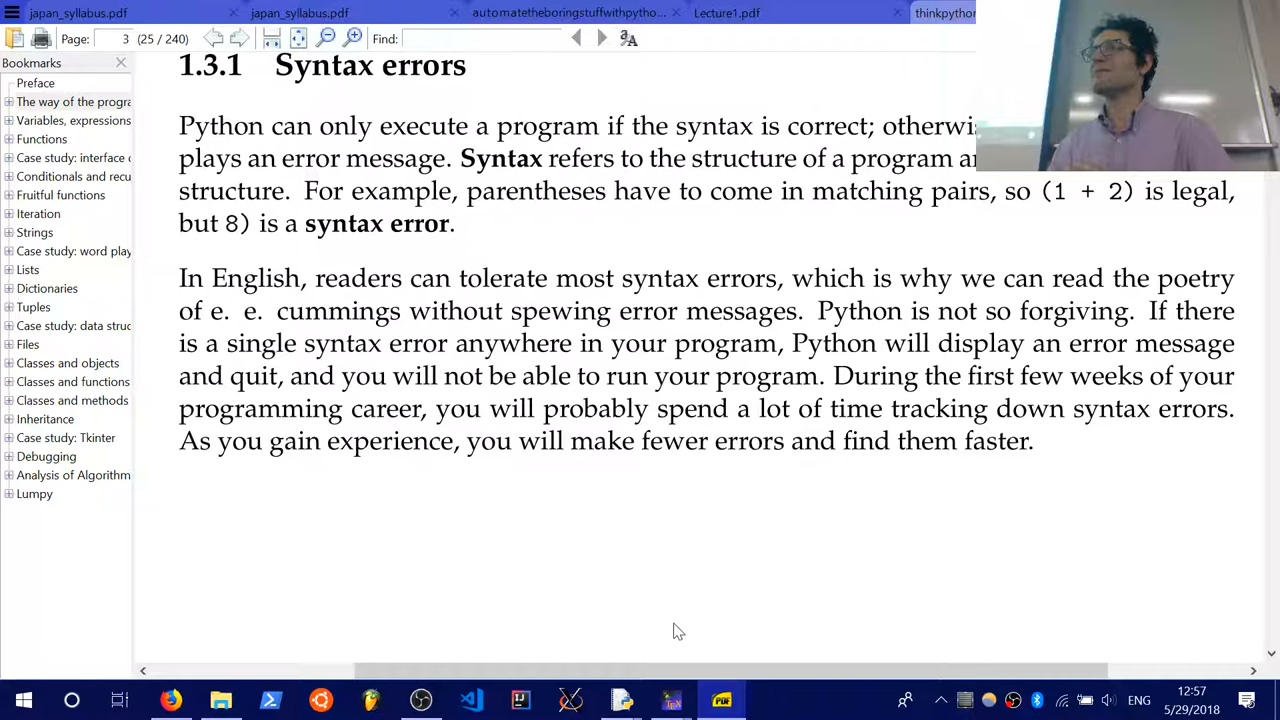 japan_syllabus.pdf
japan_syllabus.pdf
automatetheboringstuffwithpytho...
Lecture1.pdf
thinkpython
Page: 3 (25 / 240)
Find:
Bookmarks
Preface
The way of the progra
Variables, expressions
Functions
Case study: interface
Conditionals and recu
Fruitful functions
Iteration
Strings
Case study: word play
Lists
Dictionaries
Tuples
Case study: data struc
Files
Classes and objects
Classes and functions
Classes and methods
Inheritance
Case study: Tkinter
Debugging
Analysis of Algorithm
Lumpy
1.3.1 Syntax errors
Python can only execute a program if the syntax is correct; otherwis
plays an error message. Syntax refers to the structure of a program an
structure. For example, parentheses have to come in matching pairs, so (1 + 2) is legal,
but 8) is a syntax error.
In English, readers can tolerate most syntax errors, which is why we can read the poetry
of e. e. cummings without spewing error messages. Python is not so forgiving. If there
is a single syntax error anywhere in your program, Python will display an error message
and quit, and you will not be able to run your program. During the first few weeks of your
programming career, you will probably spend a lot of time tracking down syntax errors.
As you gain experience, you will make fewer errors and find them faster.
ENG
12:57
5/29/2018